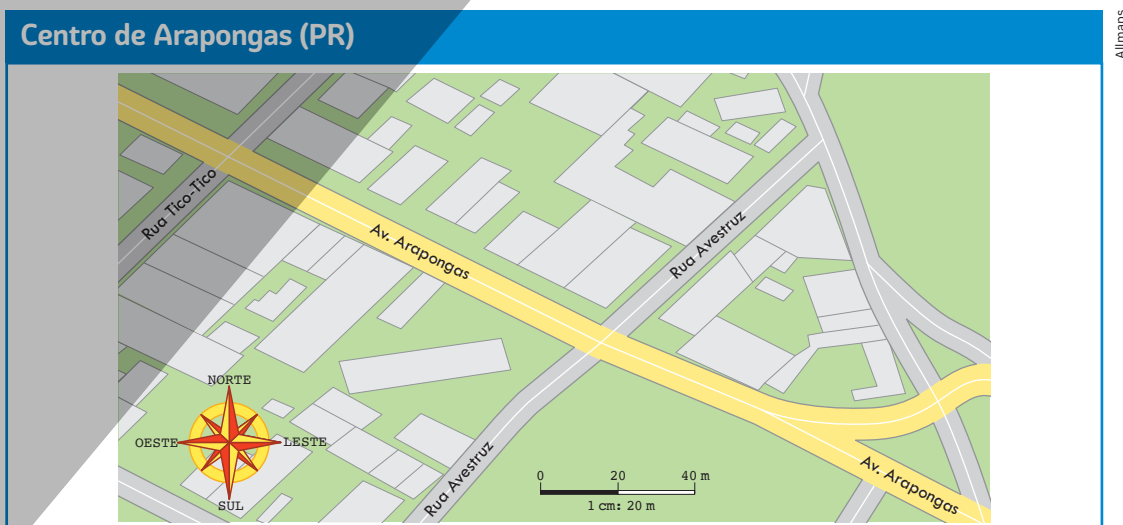 Centro de Arapongas (PR)
Allmaps
Rua Tico-Tico
Av. Arapongas
Rua Avestruz
NORTE
OESTE
LESTE
SUL
Rua Avestruz
0 20 40 m
1 cm: 20 m
Av. Arapongas